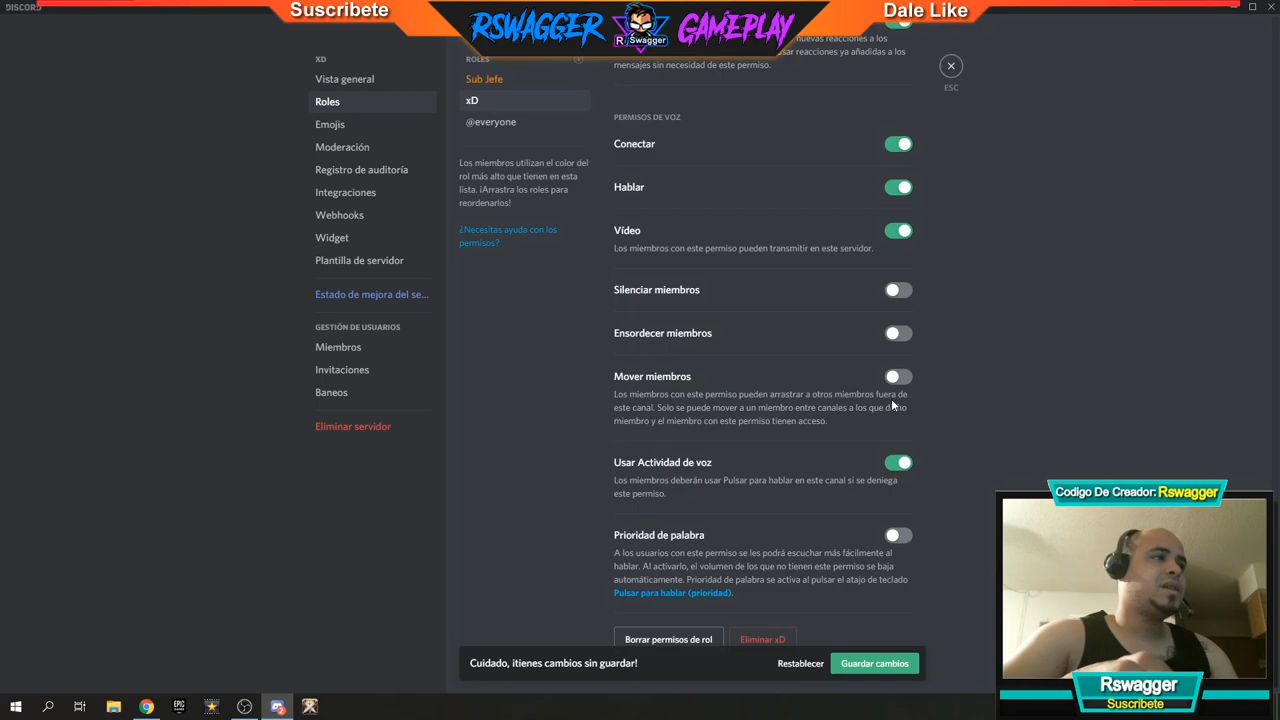 DISCORD
Suscribete
RSWAGGER
R Swagger
GAMEPLAY
Dale Like
XD
Vista general
Roles
Emojis
Moderación
Registro de auditoría
Integraciones
Webhooks
Widget
Plantilla de servidor
Estado de mejora del se...
GESTIÓN DE USUARIOS
Miembros
Invitaciones
Baneos
Eliminar servidor
ROLES
Sub Jefe
xD
@everyone
Los miembros utilizan el color del
rol más alto que tienen en esta
lista. ¡Arrastra los roles para
reordenarlos!
¿Necesitas ayuda con los
permisos?
nuevas reacciones a los
usar reacciones ya añadidas a los
mensajes sin necesidad de este permiso.
ESC
PERMISOS DE VOZ
Conectar
Hablar
Vídeo
Los miembros con este permiso pueden transmitir en este servidor.
Silenciar miembros
Ensordecer miembros
Mover miembros
Los miembros con este permiso pueden arrastrar a otros miembros fuera de
este canal. Solo se puede mover a un miembro entre canales a los que
miembro y el miembro con este permiso tienen acceso.
Usar Actividad de voz
Los miembros deberán usar Pulsar para hablar en este canal si se deniega
este permiso.
Prioridad de palabra
A los usuarios con este permiso se les podrá escuchar más fácilmente al
hablar. Al activarlo, el volumen de los que no tienen este permiso se baja
automáticamente. Prioridad de palabra se activa al pulsar el atajo de teclado
Pulsar para hablar (prioridad).
Borrar permisos de rol
Eliminar xD
Cuidado, ¡tienes cambios sin guardar!
Restablecer
Guardar cambios
Codigo De Creador: Rswagger
Rswagger
Suscribete
EPIC